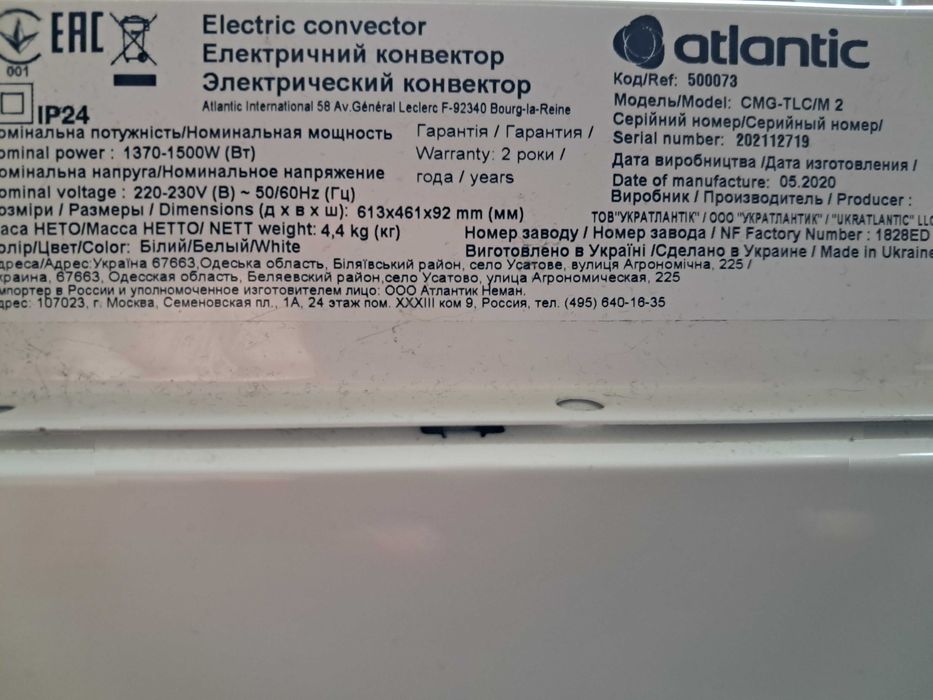 EAC
Electric convector
Електричний конвектор
Электрический конвектор
001
IP24
Atlantic International 58 Av.Général Leclerc F-92340 Bourg-la-Reine
atlantic
Код/Ref: 500073
Модель/Model: CMG-TLC/M 2
Серійний номер/Серийный номер/
Serial number: 202112719
Дата виробництва /Дата изготовления /
Date of manufacture: 05.2020
Виробник / Производитель / Producer :
ТОВ"УКРАТЛАНТІК" / ООО "УКРАТЛАНТИК" / "UKRATLANTIC" LLC
омінальна потужність/Номинальная мощность
ominal power : 1370-1500W (Вт)
омінальна напруга/Номинальное напряжение
ominal voltage : 220-230V (В) ~ 50/60Hz (Гц)
Гарантія / Гарантия /
Warranty: 2 роки /
года / years
озміри / Размеры / Dimensions (д х в х ш): 613x461x92 mm (мм)
аса НЕТО/Масса НЕТТО/ NETT weight: 4,4 kg (кг)
Номер заводу / Номер завода / NF Factory Number : 1828ED
олір/Цвет/Color: Білий/Белый/White
Виготовлено в Україні /Сделано в Украине / Made in Ukraine
дреса/Адрес:Україна 67663,Одеська область, Біляївський район, село Усатове, вулиця Агрономічна, 225 /
краина, 67663, Одесская область, Беляевский район,село Усатово, улица Агрономическая, 225
мпортер в России и уполномоченное изготовителем лицо: ООО Атлантик Неман.
дрес: 107023, г. Москва, Семеновская пл., 1А, 24 этаж пом. XXXIII ком 9, Россия, тел. (495) 640-16-35